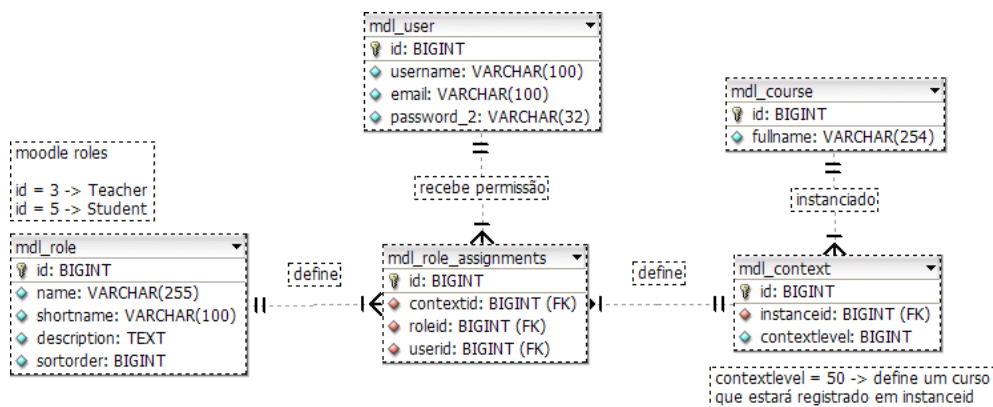 mdl_user
id: BIGINT
username: VARCHAR(100)
email: VARCHAR(100)
password_2: VARCHAR(32)
mdl_course
id: BIGINT
fullname: VARCHAR(254)
moodle roles
id = 3 -> Teacher
id = 5 -> Student
recebe permissão
instanciado
mdl_role
id: BIGINT
name: VARCHAR(255)
shortname: VARCHAR(100)
description: TEXT
sortorder: BIGINT
define
mdl_role_assignments
id: BIGINT
contextid: BIGINT (FK)
roleid: BIGINT (FK)
userid: BIGINT (FK)
define
mdl_context
id: BIGINT
instanceid: BIGINT (FK)
contextlevel: BIGINT
contextlevel = 50 -> define um curso
que estará registrado em instanceid